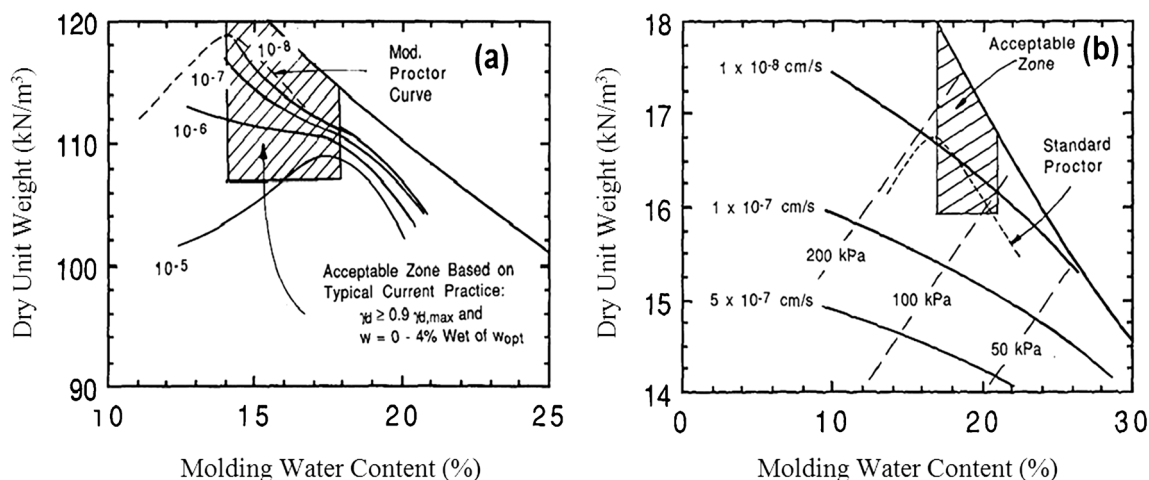 (a)
120
110
100
90
10
15
20
25
Dry Unit Weight (kN/m³)
Molding Water Content (%)
10-8
10-7
10-6
10-5
Mod.
Proctor
Curve
Acceptable Zone Based on
Typical Current Practice:
γd ≥ 0.9 γd,max and
w = 0 - 4% Wet of wopt
(b)
18
17
16
15
14
0
10
20
30
Dry Unit Weight (kN/m³)
Molding Water Content (%)
1 x 10-8 cm/s
1 x 10-7 cm/s
5 x 10-7 cm/s
Acceptable
Zone
Standard
Proctor
200 kPa
100 kPa
50 kPa